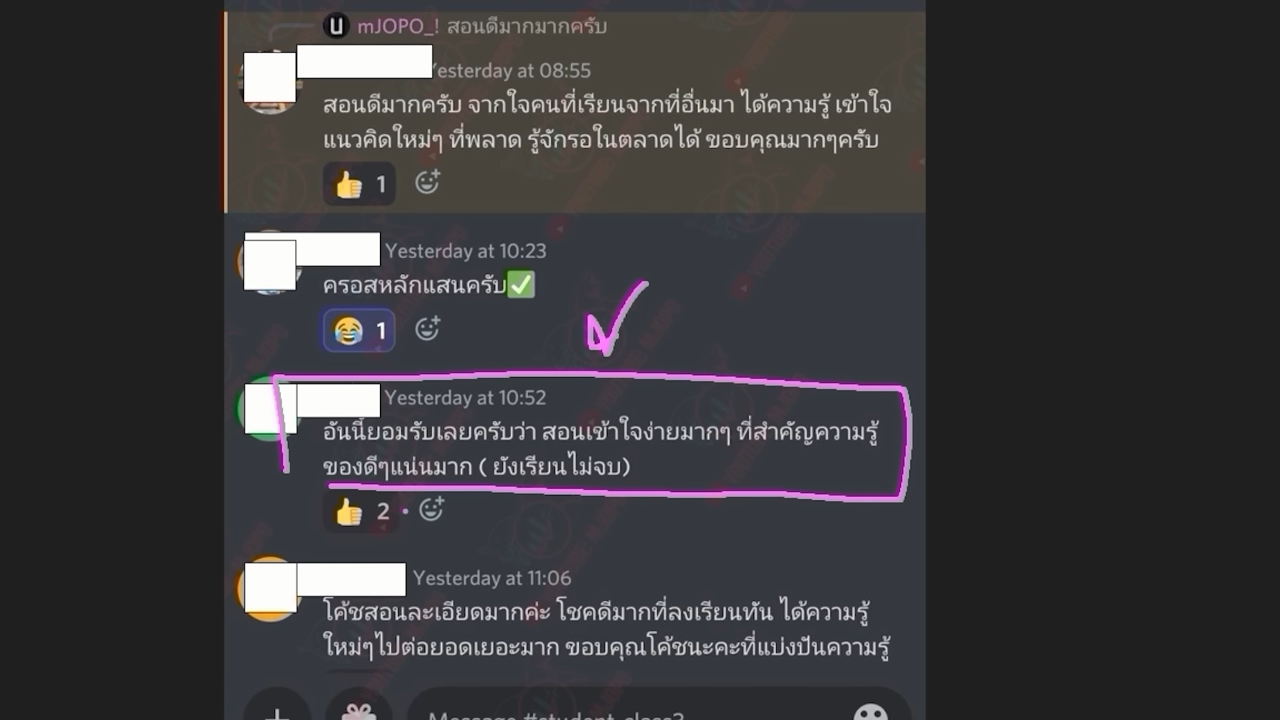 mJOPO_! สอนดีมากมากครับ
Yesterday at 08:55
สอนดีมากครับ จากใจคนที่เรียนจากที่อื่นมา ได้ความรู้ เข้าใจ
แนวคิดใหม่ๆ ที่พลาด รู้จักรอในตลาดได้ ขอบคุณมากๆครับ
1
Yesterday at 10:23
ครอสหลักแสนครับ✅
1
Yesterday at 10:52
อันนี้ยอมรับเลยครับว่า สอนเข้าใจง่ายมากๆ ที่สำคัญความรู้
ของดีๆแน่นมาก ( ยังเรียนไม่จบ)
2
Yesterday at 11:06
โค้ชสอนละเอียดมากค่ะ โชคดีมากที่ลงเรียนทัน ได้ความรู้
ใหม่ๆไปต่อยอดเยอะมาก ขอบคุณโค้ชนะคะที่แบ่งปันความรู้
Message #student-class3